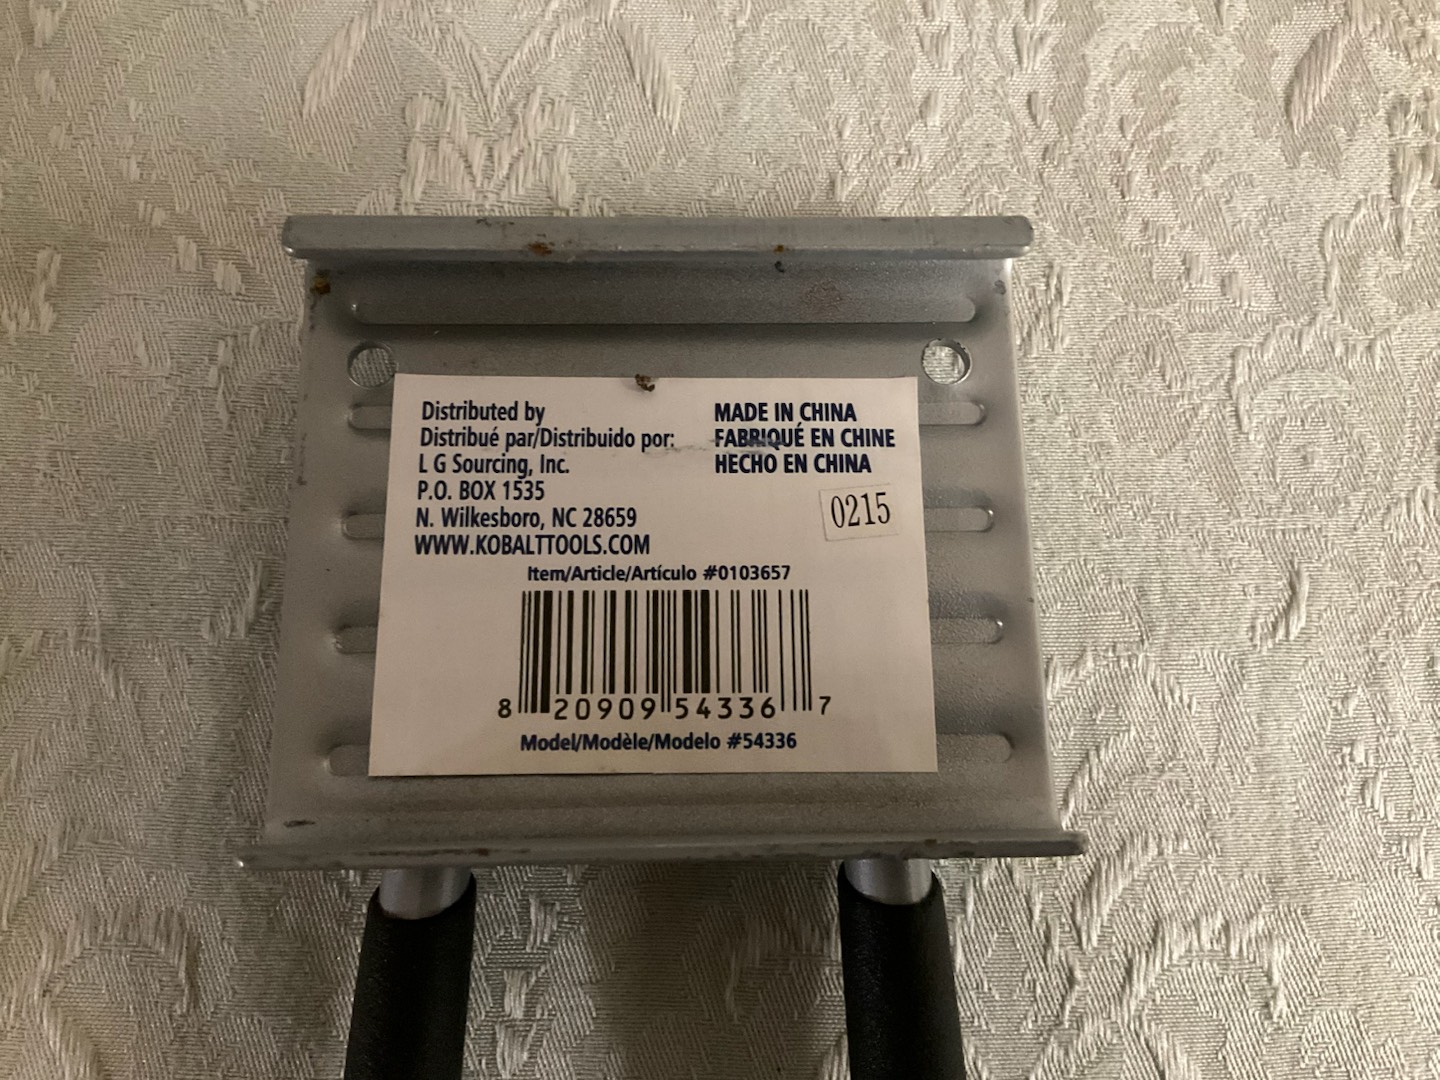 Distributed by
Distribué par/Distribuido por:
L G Sourcing, Inc.
P.O. BOX 1535
N. Wilkesboro, NC 28659
WWW.KOBALTTOOLS.COM
MADE IN CHINA
FABRIQUÉ EN CHINE
HECHO EN CHINA
0215
Item/Article/Artículo #0103657
8 20909 54336 7
Model/Modèle/Modelo #54336